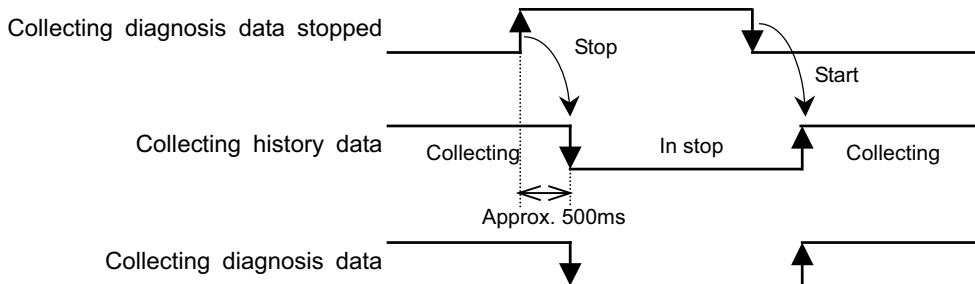 Collecting diagnosis data stopped
Stop
Start
Collecting history data
Collecting
In stop
Collecting
Approx. 500ms
Collecting diagnosis data